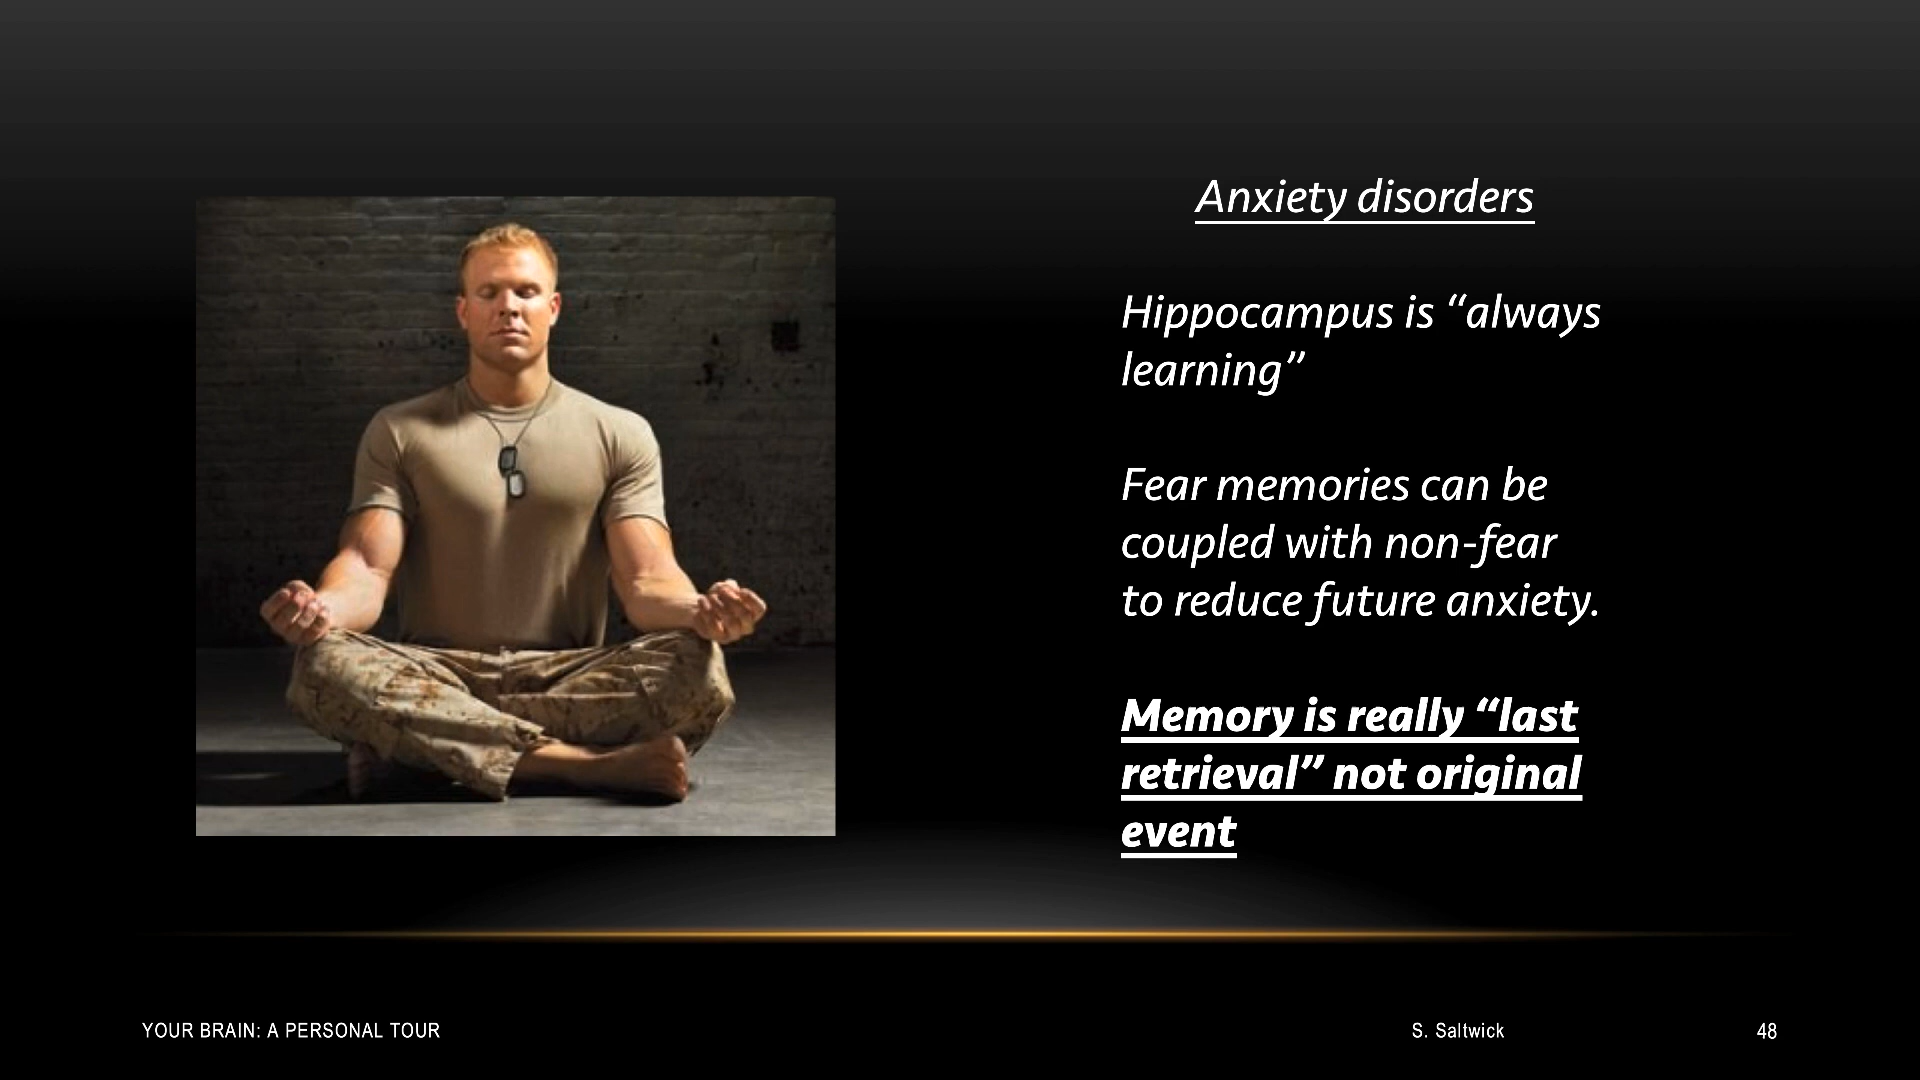 Anxiety disorders
Hippocampus is “always
learning”
Fear memories can be
coupled with non-fear
to reduce future anxiety.
Memory is really “last
retrieval” not original
event
YOUR BRAIN: A PERSONAL TOUR
S. Saltwick
48